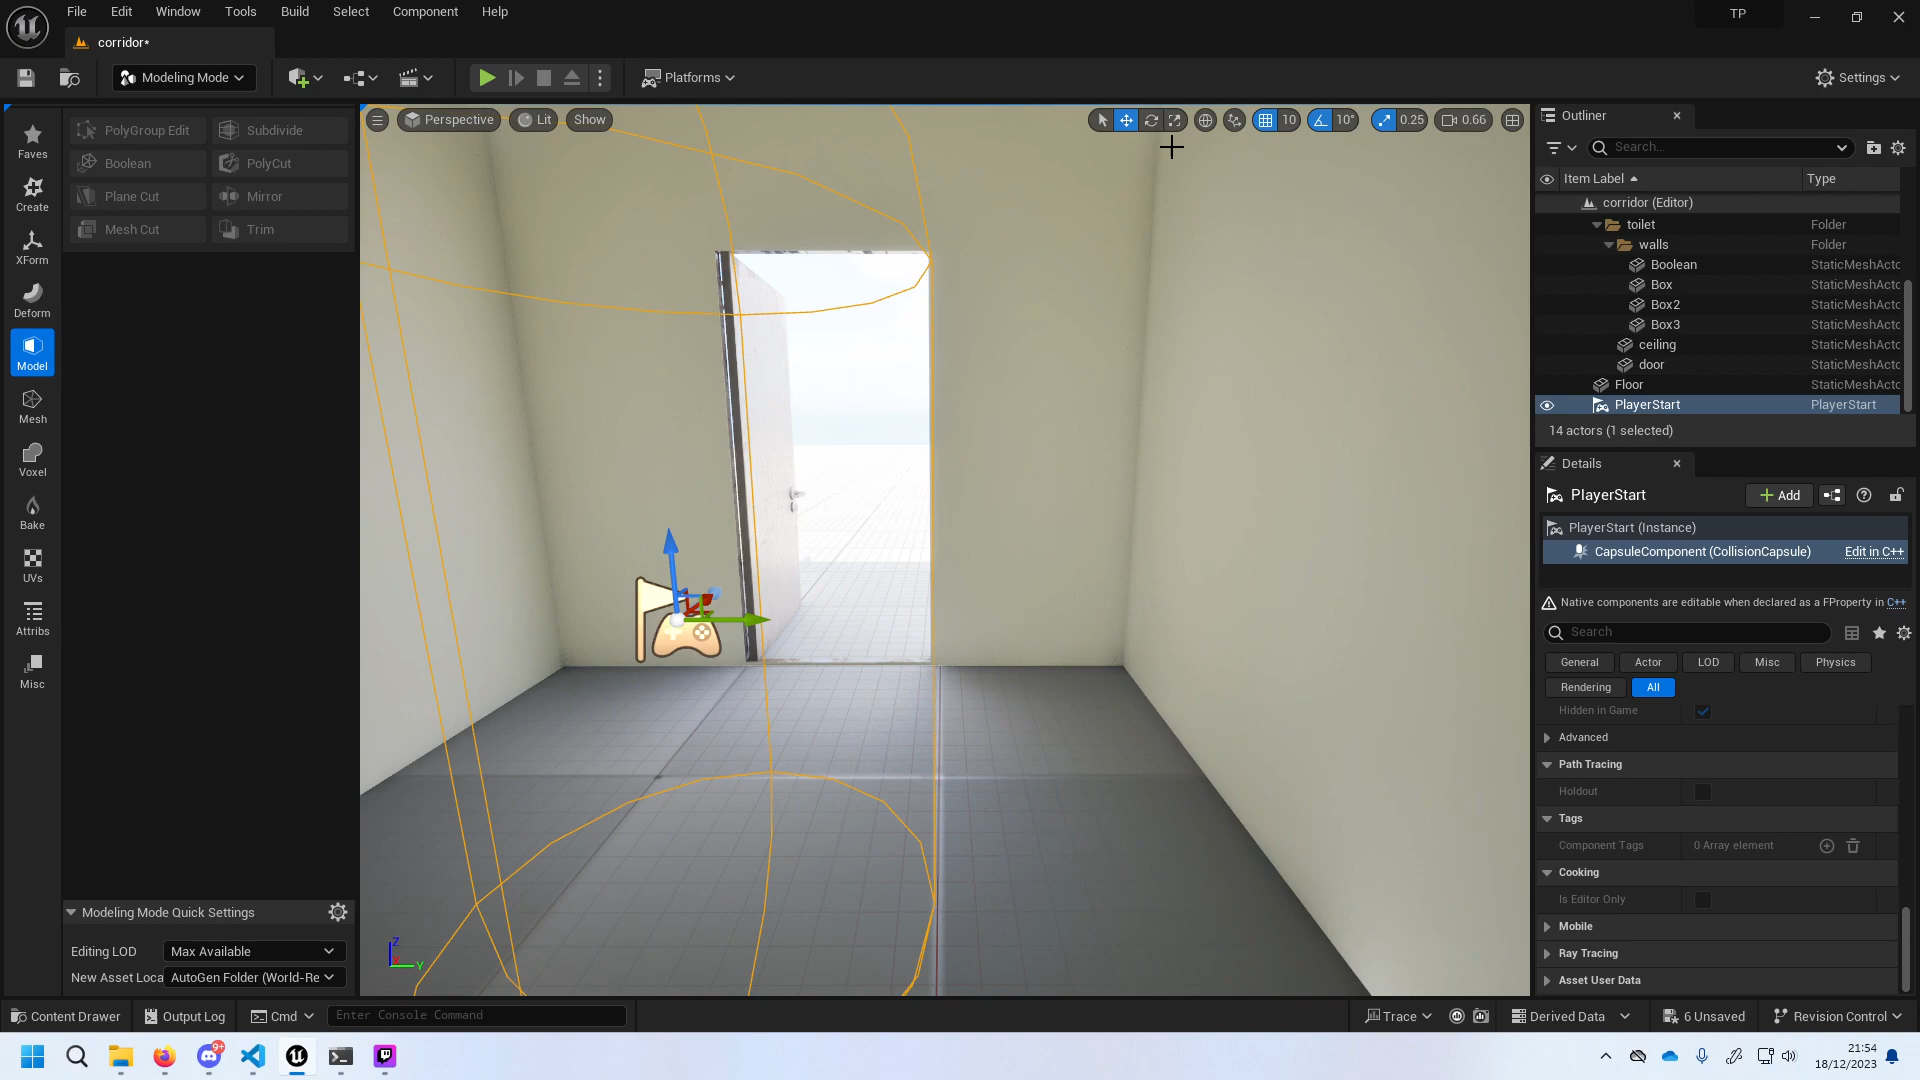 File Edit Window Tools Build Select Component Help
TP
corridor*
Modeling Mode
Platforms
Settings
Faves
Create
XForm
Deform
Model
Mesh
Voxel
Bake
UVs
Attribs
Misc
PolyGroup Edit Subdivide
Boolean PolyCut
Plane Cut Mirror
Mesh Cut Trim
Modeling Mode Quick Settings
Editing LOD Max Available
New Asset Loca AutoGen Folder (World-Re
Perspective Lit Show
10 10° 0.25 0.66
Z
X
Y
Outliner
Search...
Item Label Type
corridor (Editor)
toilet Folder
walls Folder
Boolean StaticMeshActo
Box StaticMeshActo
Box2 StaticMeshActo
Box3 StaticMeshActo
ceiling StaticMeshActo
door StaticMeshActo
Floor StaticMeshActo
PlayerStart PlayerStart
14 actors (1 selected)
Details
PlayerStart
Add
PlayerStart (Instance)
CapsuleComponent (CollisionCapsule) Edit in C++
Native components are editable when declared as a FProperty in C++
Search
General Actor LOD Misc Physics
Rendering All
Hidden in Game
Advanced
Path Tracing
Holdout
Tags
Component Tags 0 Array element
Cooking
Is Editor Only
Mobile
Ray Tracing
Asset User Data
Content Drawer Output Log Cmd Enter Console Command
Trace Derived Data 6 Unsaved Revision Control
9+
21:54
18/12/2023